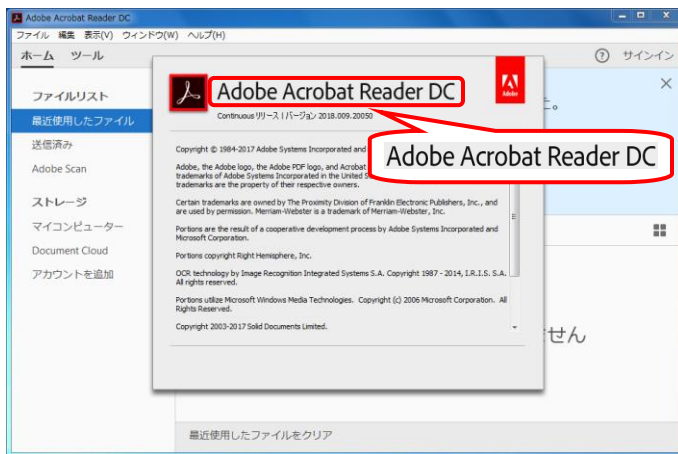 Adobe Acrobat Reader DC
ファイル 編集 表示(V) ウィンドウ(W) ヘルプ(H)
ホーム ツール
サインイン
ファイルリスト
最近使用したファイル
送信済み
Adobe Scan
ストレージ
マイコンピューター
Document Cloud
アカウントを追加
Adobe Acrobat Reader DC
Adobe
Continuous リリース | バージョン 2018.009.20050
Adobe Acrobat Reader DC
Copyright © 1984-2017 Adobe Systems Incorporated and
Adobe, the Adobe logo, the Adobe PDF logo, and Acrobat
trademarks of Adobe Systems Incorporated in the United
trademarks are the property of their respective owners.
Certain trademarks are owned by The Proximity Division of Franklin Electronic Publishers, Inc., and
are used by permission. Merriam-Webster is a trademark of Merriam-Webster, Inc.
Portions are the result of a cooperative development process by Adobe Systems Incorporated and
Microsoft Corporation.
Portions copyright Right Hemisphere, Inc.
OCR technology by Image Recognition Integrated Systems S.A. Copyright 1987 - 2014, I.R.I.S. S.A.
All rights reserved.
Portions utilize Microsoft Windows Media Technologies. Copyright (c) 2006 Microsoft Corporation. All
Rights Reserved.
Copyright 2003-2017 Solid Documents Limited.
た。
こ。
せん
最近使用したファイルをクリア